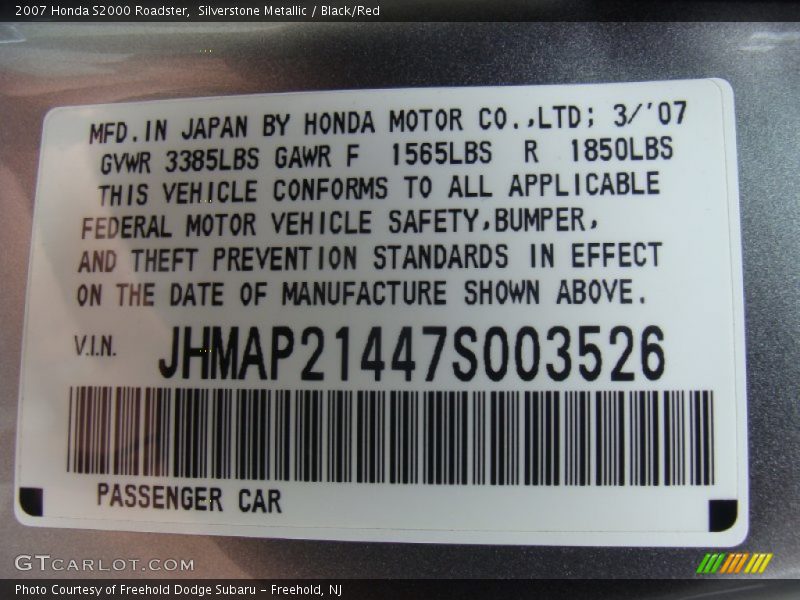 2007 Honda S2000 Roadster,  Silverstone Metallic / Black/Red
MFD.IN JAPAN BY HONDA MOTOR CO.,LTD; 3/'07
GVWR 3385LBS GAWR F 1565LBS R 1850LBS
THIS VEHICLE CONFORMS TO ALL APPLICABLE
FEDERAL MOTOR VEHICLE SAFETY,BUMPER,
AND THEFT PREVENTION STANDARDS IN EFFECT
ON THE DATE OF MANUFACTURE SHOWN ABOVE.
V.I.N. JHMAP21447S003526
PASSENGER CAR
GTCARLOT.COM
Photo Courtesy of Freehold Dodge Subaru - Freehold, NJ